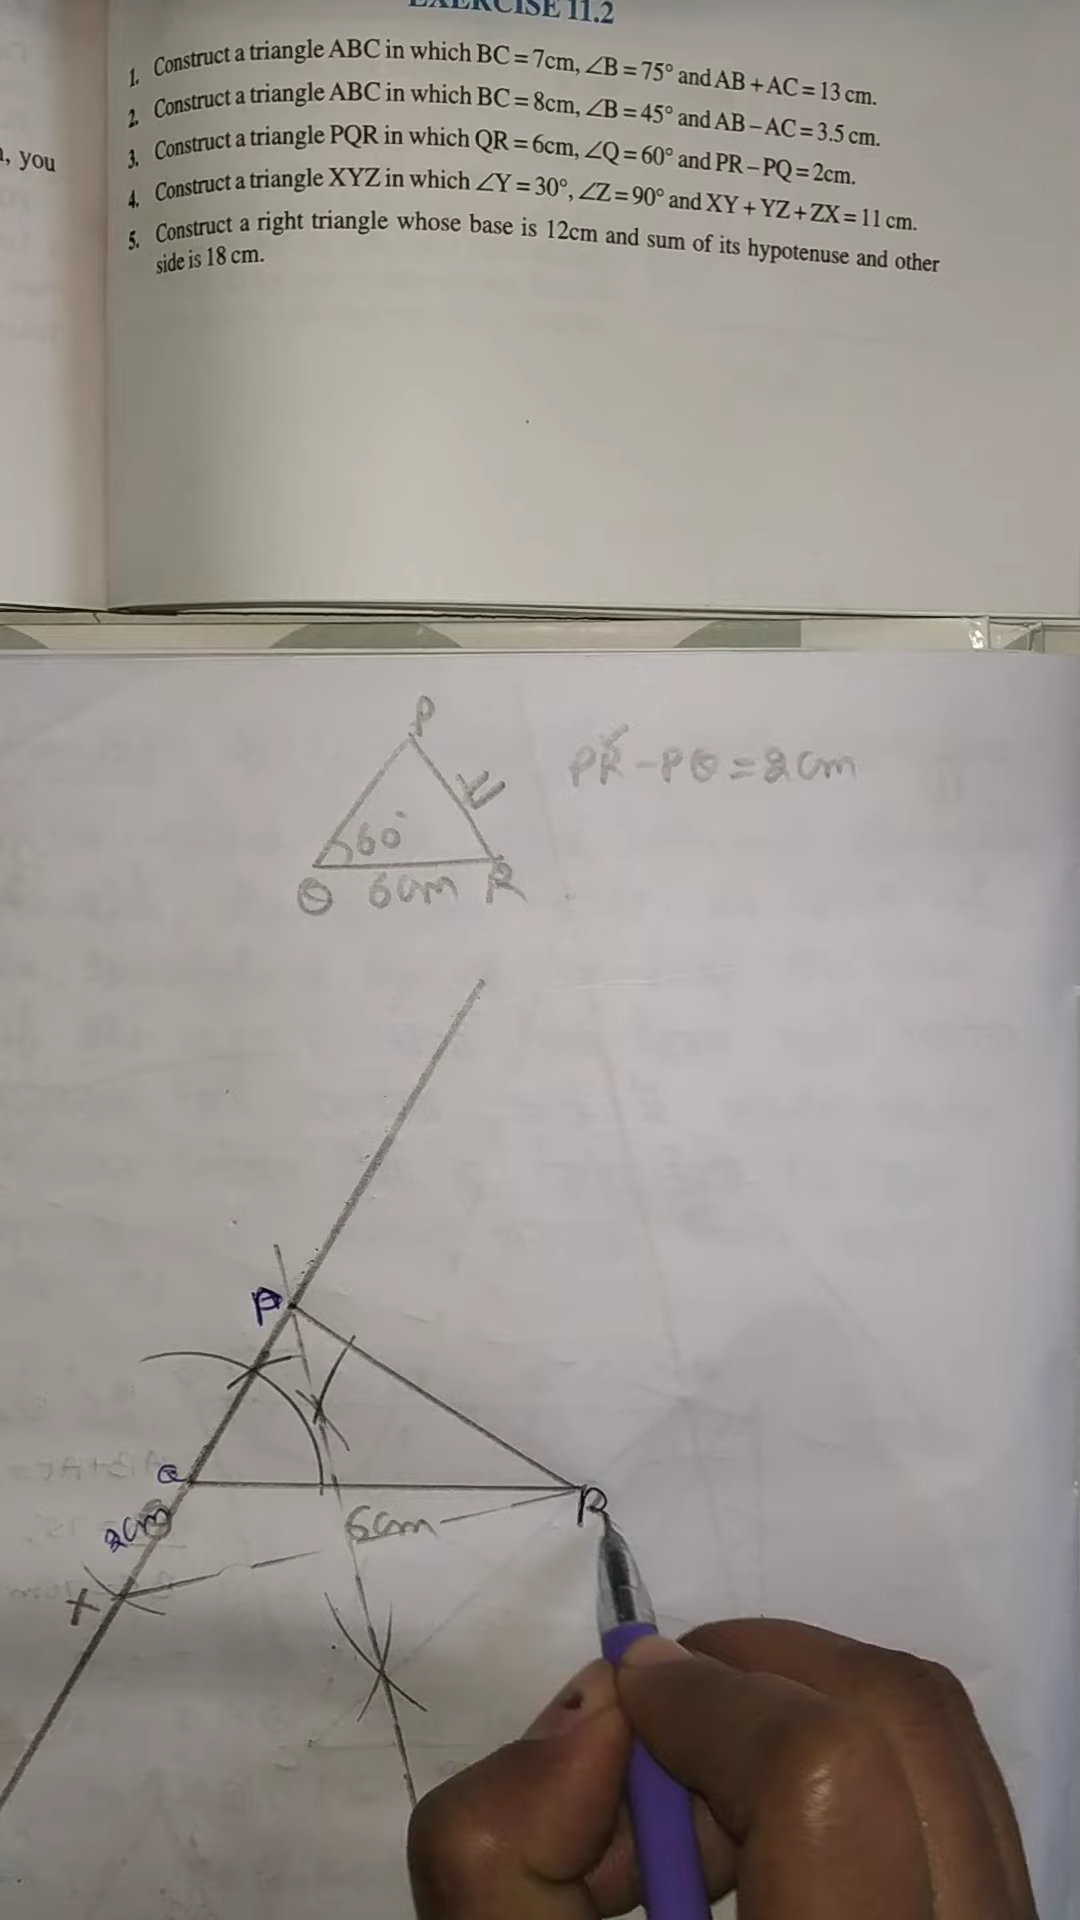 EXERCISE 11.2
1. Construct a triangle ABC in which BC = 7cm, ∠B = 75° and AB + AC = 13 cm.
2. Construct a triangle ABC in which BC = 8cm, ∠B = 45° and AB – AC = 3.5 cm.
3. Construct a triangle PQR in which QR = 6cm, ∠Q = 60° and PR – PQ = 2cm.
4. Construct a triangle XYZ in which ∠Y = 30°, ∠Z = 90° and XY + YZ + ZX = 11 cm.
5. Construct a right triangle whose base is 12cm and sum of its hypotenuse and other
side is 18 cm.
you
P
PR - PQ = 2cm
60°
Q 6cm R
P
Q
2cm
6cm
R
X